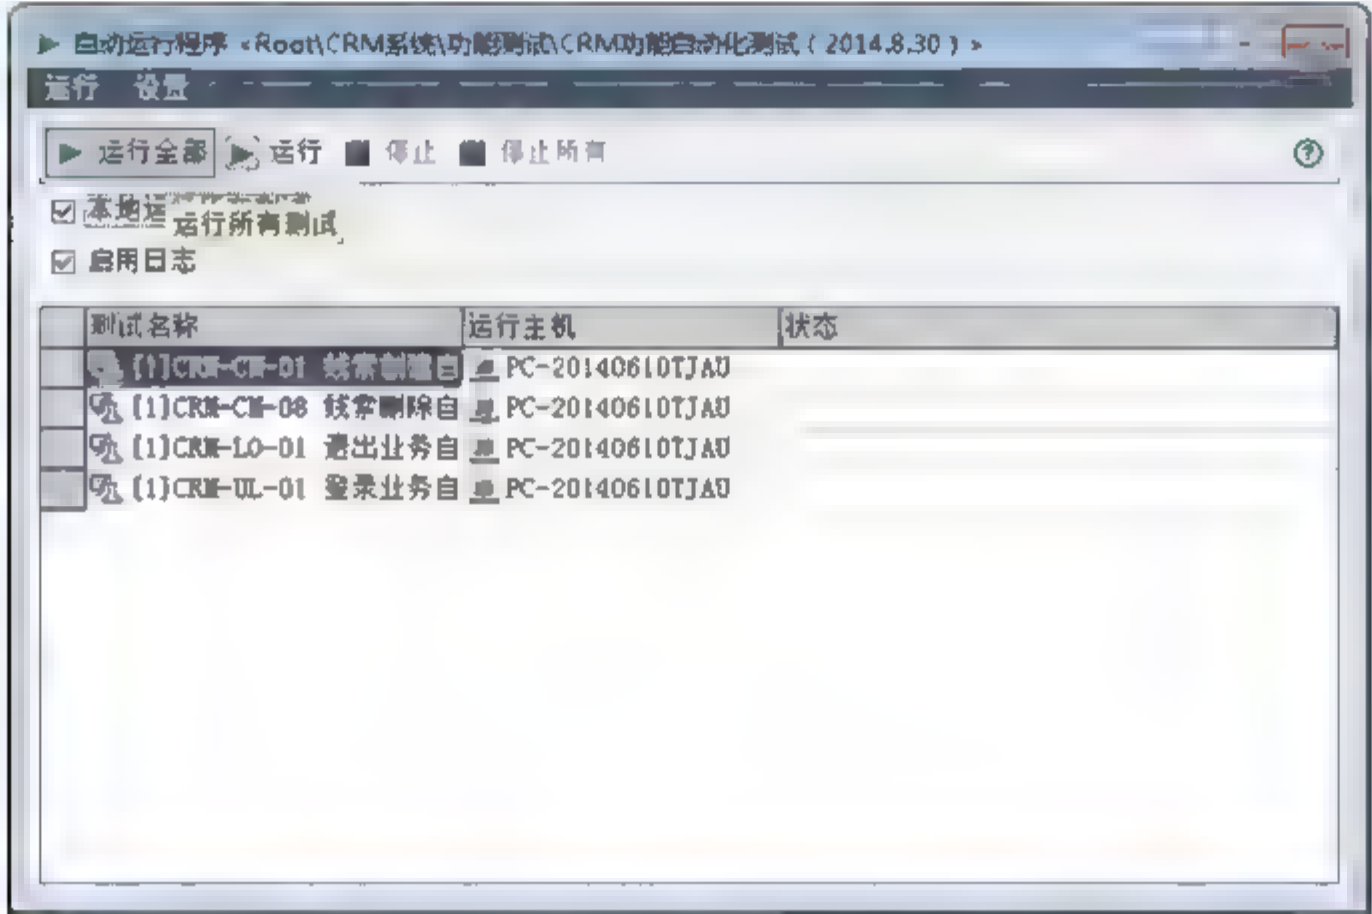 自动运行程序 <Root\CRM系统\功能测试\CRM功能自动化测试（2014.8.30）>
运行 设置
运行全部 运行 停止 停止所有
本地运
运行所有测试
启用日志
测试名称 运行主机 状态
[1]CRM-CM-01 创建自 PC-20140610TJAU
[1]CRM-CM-08 删除自 PC-20140610TJAU
[1]CRM-LO-01 退出业务自 PC-20140610TJAU
[1]CRM-UL-01 登录业务自 PC-20140610TJAU